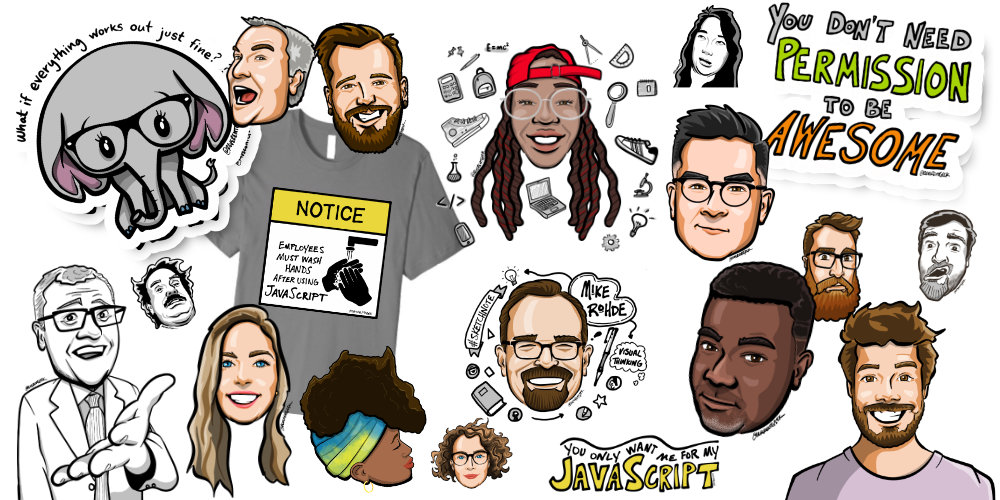 What if everything works out just fine?
E=mc²
</>
YOU DON'T NEED
PERMISSION
TO BE
AWESOME
NOTICE
EMPLOYEES
MUST WASH
HANDS
AFTER USING
JAVASCRIPT
#SKETCHNOTE
MIKE
ROHDE
VISUAL
THINKING
YOU ONLY WANT ME FOR MY
JAVASCRIPT